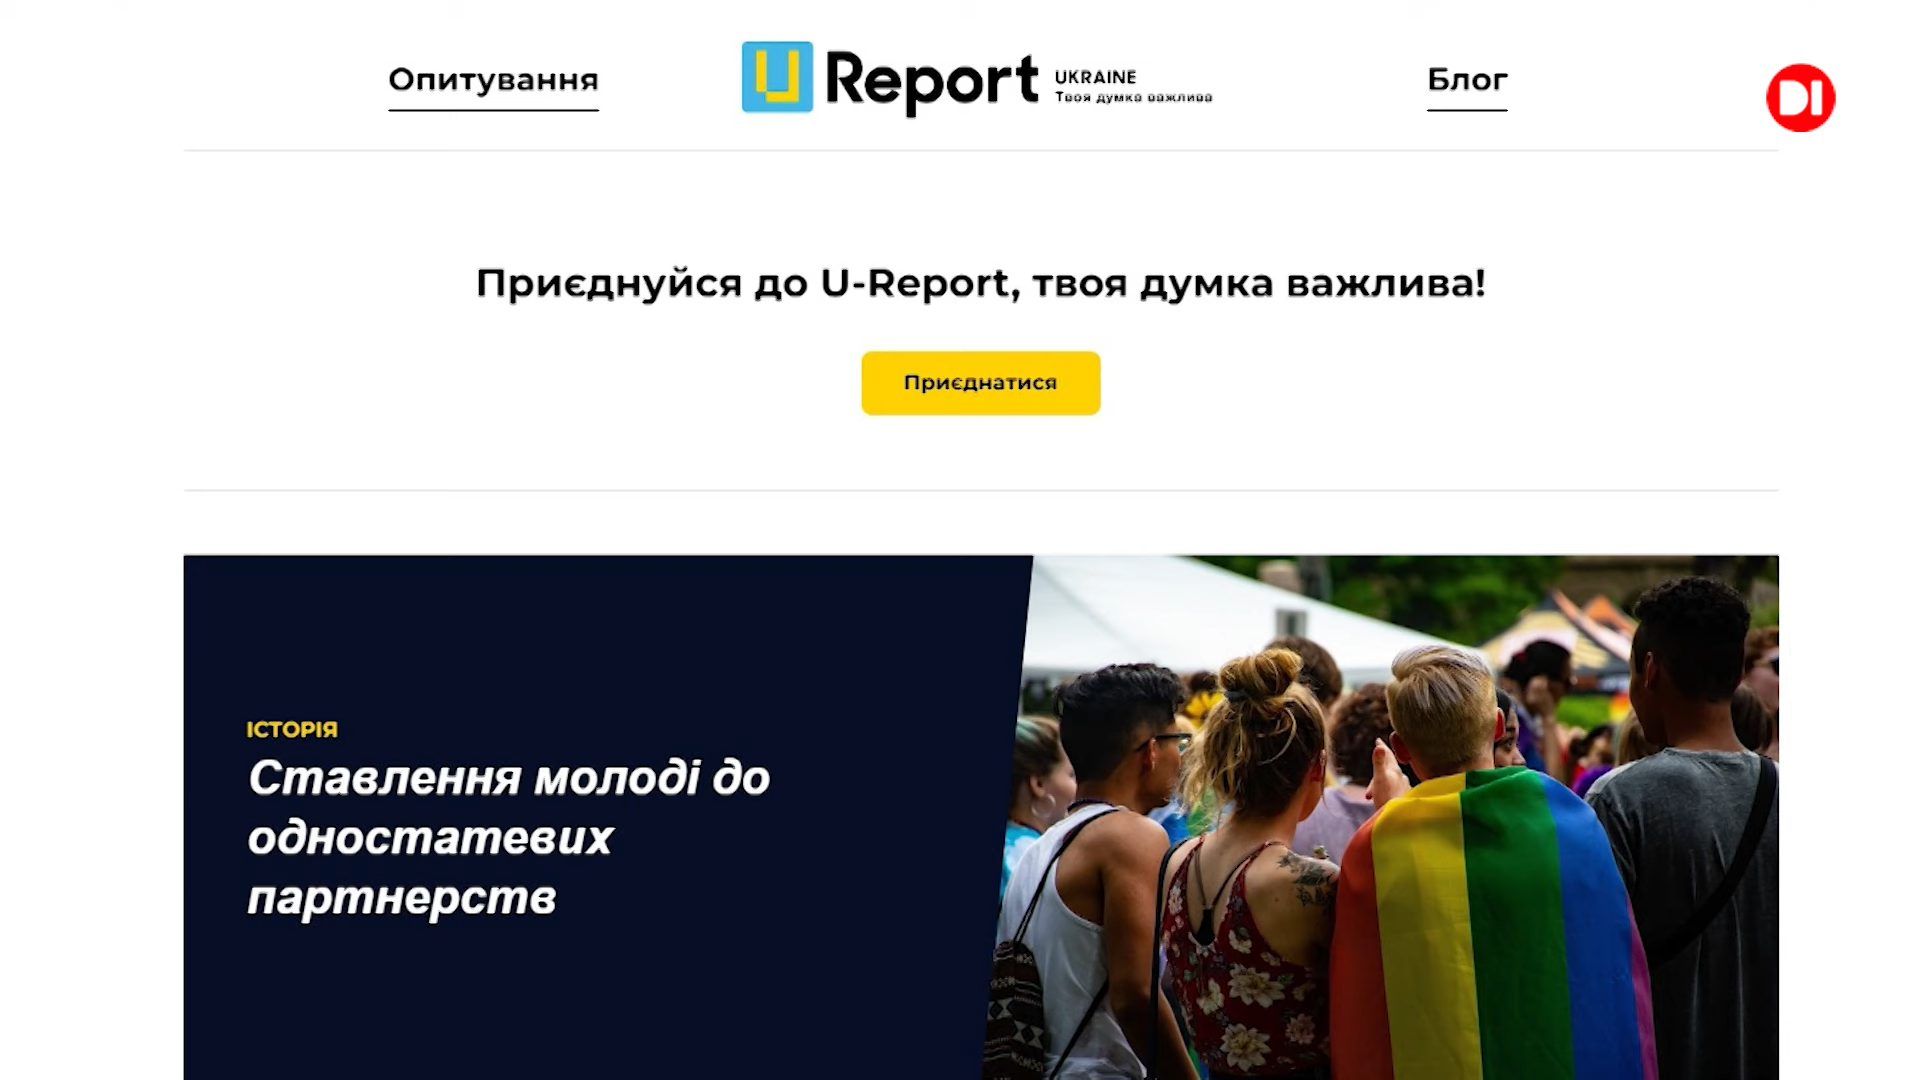 Опитування
U Report UKRAINE
Твоя думка важлива
Блог
DI
Приєднуйся до U-Report, твоя думка важлива!
Приєднатися
ІСТОРІЯ
Ставлення молоді до
одностатевих
партнерств